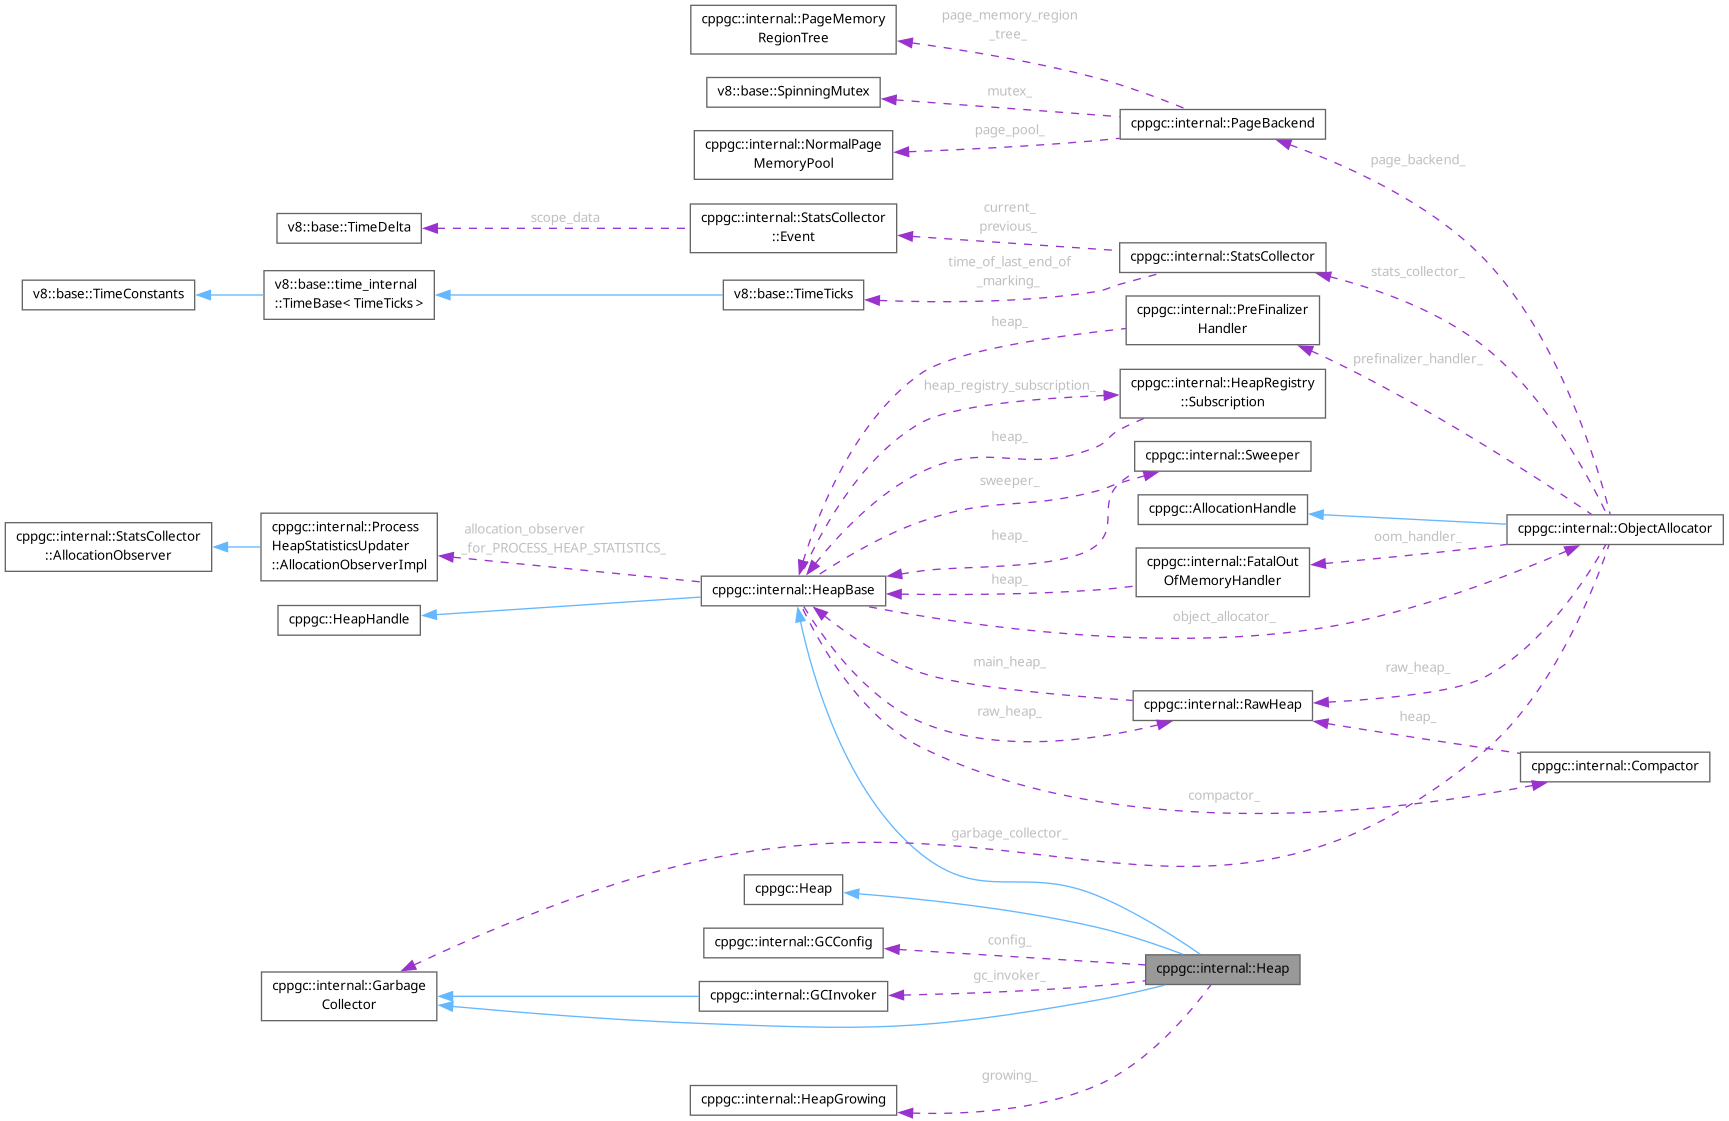 cppgc::internal::PageMemory
RegionTree
page_memory_region
_tree_
v8::base::SpinningMutex
mutex_
cppgc::internal::PageBackend
cppgc::internal::NormalPage
MemoryPool
page_pool_
page_backend_
v8::base::TimeDelta
scope_data
cppgc::internal::StatsCollector
::Event
current_
previous_
cppgc::internal::StatsCollector
stats_collector_
v8::base::TimeConstants
v8::base::time_internal
::TimeBase< TimeTicks >
v8::base::TimeTicks
time_of_last_end_of
_marking_
cppgc::internal::PreFinalizer
Handler
heap_
prefinalizer_handler_
heap_registry_subscription_
cppgc::internal::HeapRegistry
::Subscription
heap_
cppgc::internal::Sweeper
sweeper_
cppgc::AllocationHandle
cppgc::internal::ObjectAllocator
cppgc::internal::StatsCollector
::AllocationObserver
cppgc::internal::Process
HeapStatisticsUpdater
::AllocationObserverImpl
allocation_observer
_for_PROCESS_HEAP_STATISTICS_
heap_
oom_handler_
cppgc::internal::FatalOut
OfMemoryHandler
heap_
cppgc::internal::HeapBase
cppgc::HeapHandle
object_allocator_
main_heap_
raw_heap_
cppgc::internal::RawHeap
raw_heap_
heap_
cppgc::internal::Compactor
compactor_
garbage_collector_
cppgc::Heap
cppgc::internal::GCConfig
config_
cppgc::internal::Heap
cppgc::internal::Garbage
Collector
cppgc::internal::GCInvoker
gc_invoker_
growing_
cppgc::internal::HeapGrowing